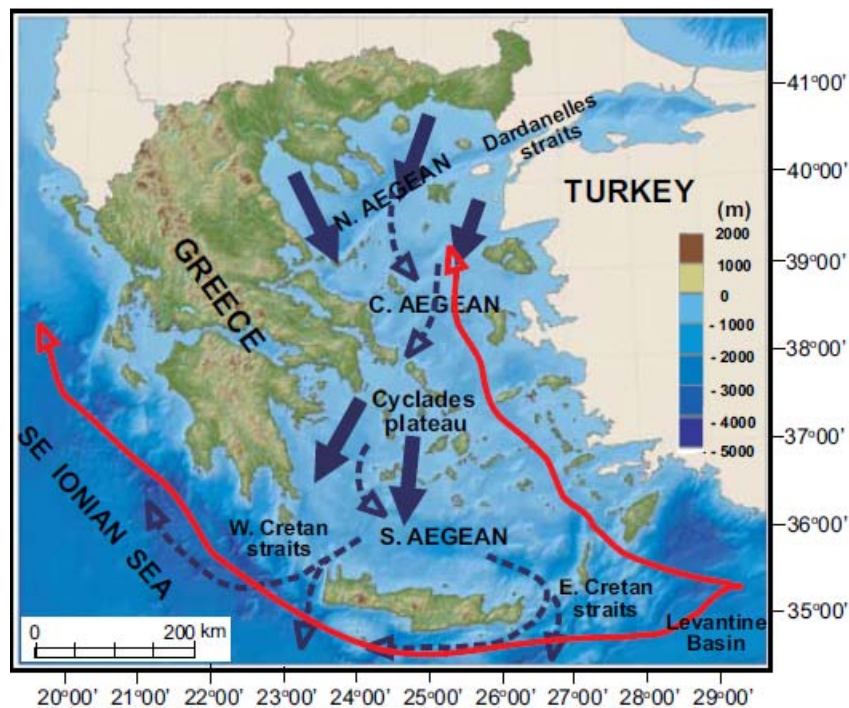 41°00'
Dardanelles
straits
40°00'
N. AEGEAN
TURKEY
(m)
2000
1000
0
- 1000
- 2000
- 3000
- 4000
- 5000
GREECE
39°00'
C. AEGEAN
38°00'
Cyclades
plateau
37°00'
SE IONIAN SEA
36°00'
W. Cretan
straits
S. AEGEAN
E. Cretan
straits
35°00'
Levantine
Basin
0 200 km
20°00' 21°00' 22°00' 23°00' 24°00' 25°00' 26°00' 27°00' 28°00' 29°00'